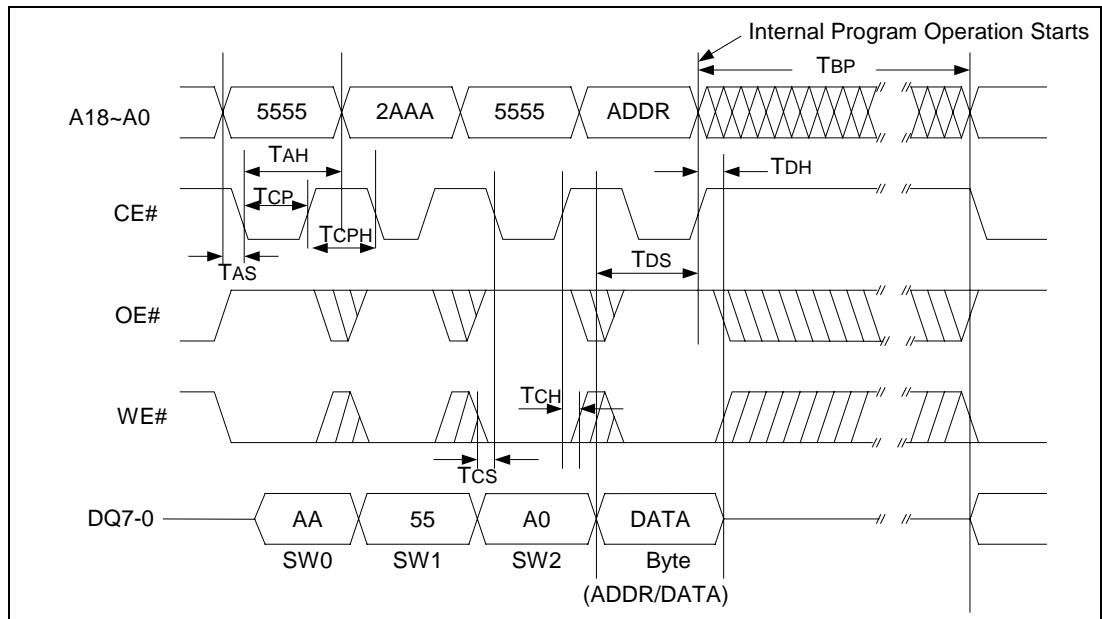 Internal Program Operation Starts
TBP
A18~A0
5555
2AAA
5555
ADDR
TAH
TDH
CE#
TCP
TCPH
TAS
TDS
OE#
WE#
TCH
TCS
DQ7-0
AA
55
A0
DATA
SW0
SW1
SW2
Byte
(ADDR/DATA)